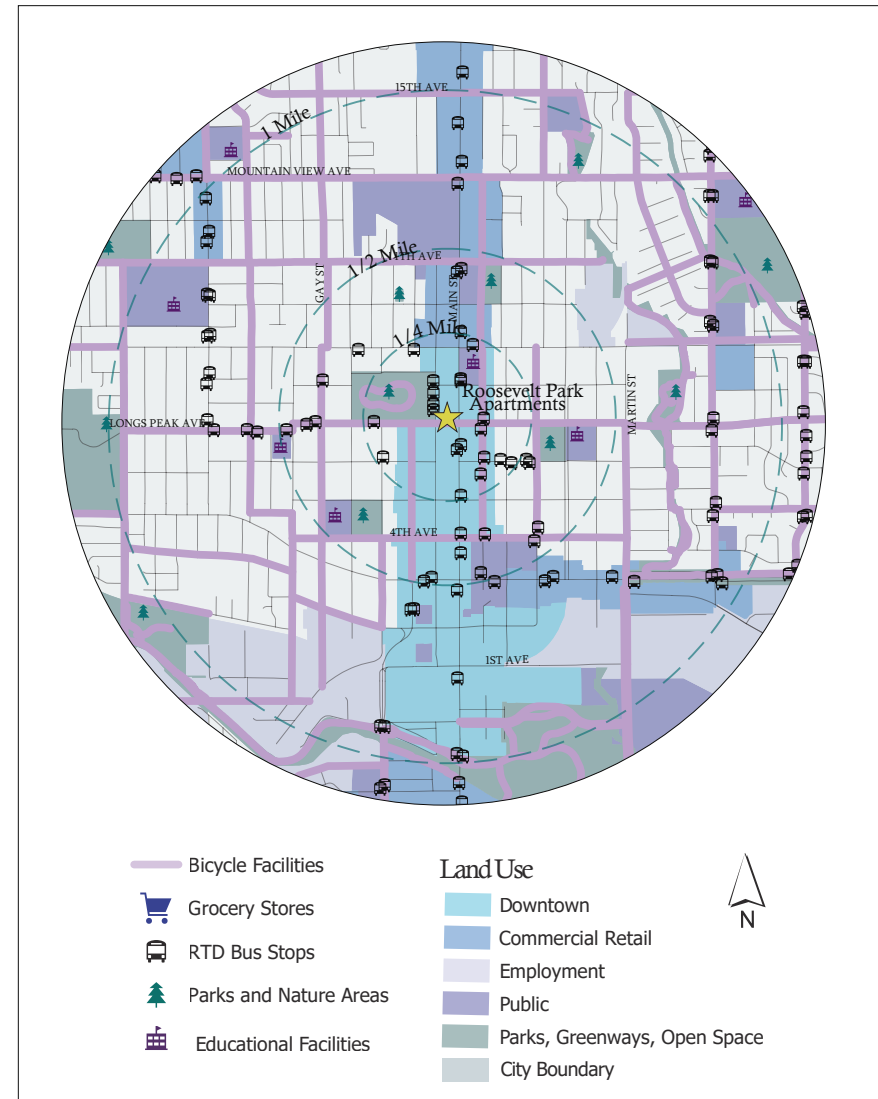 15TH AVE
1 Mile
MOUNTAIN VIEW AVE
1/2 Mile
TH AVE
GAY ST
MAIN ST
1/4 Mile
Roosevelt Park
Apartments
MARTIN ST
LONGS PEAK AVE
4TH AVE
1ST AVE
Bicycle Facilities
Grocery Stores
RTD Bus Stops
Parks and Nature Areas
Educational Facilities
Land Use
Downtown
Commercial Retail
Employment
Public
Parks, Greenways, Open Space
City Boundary
N